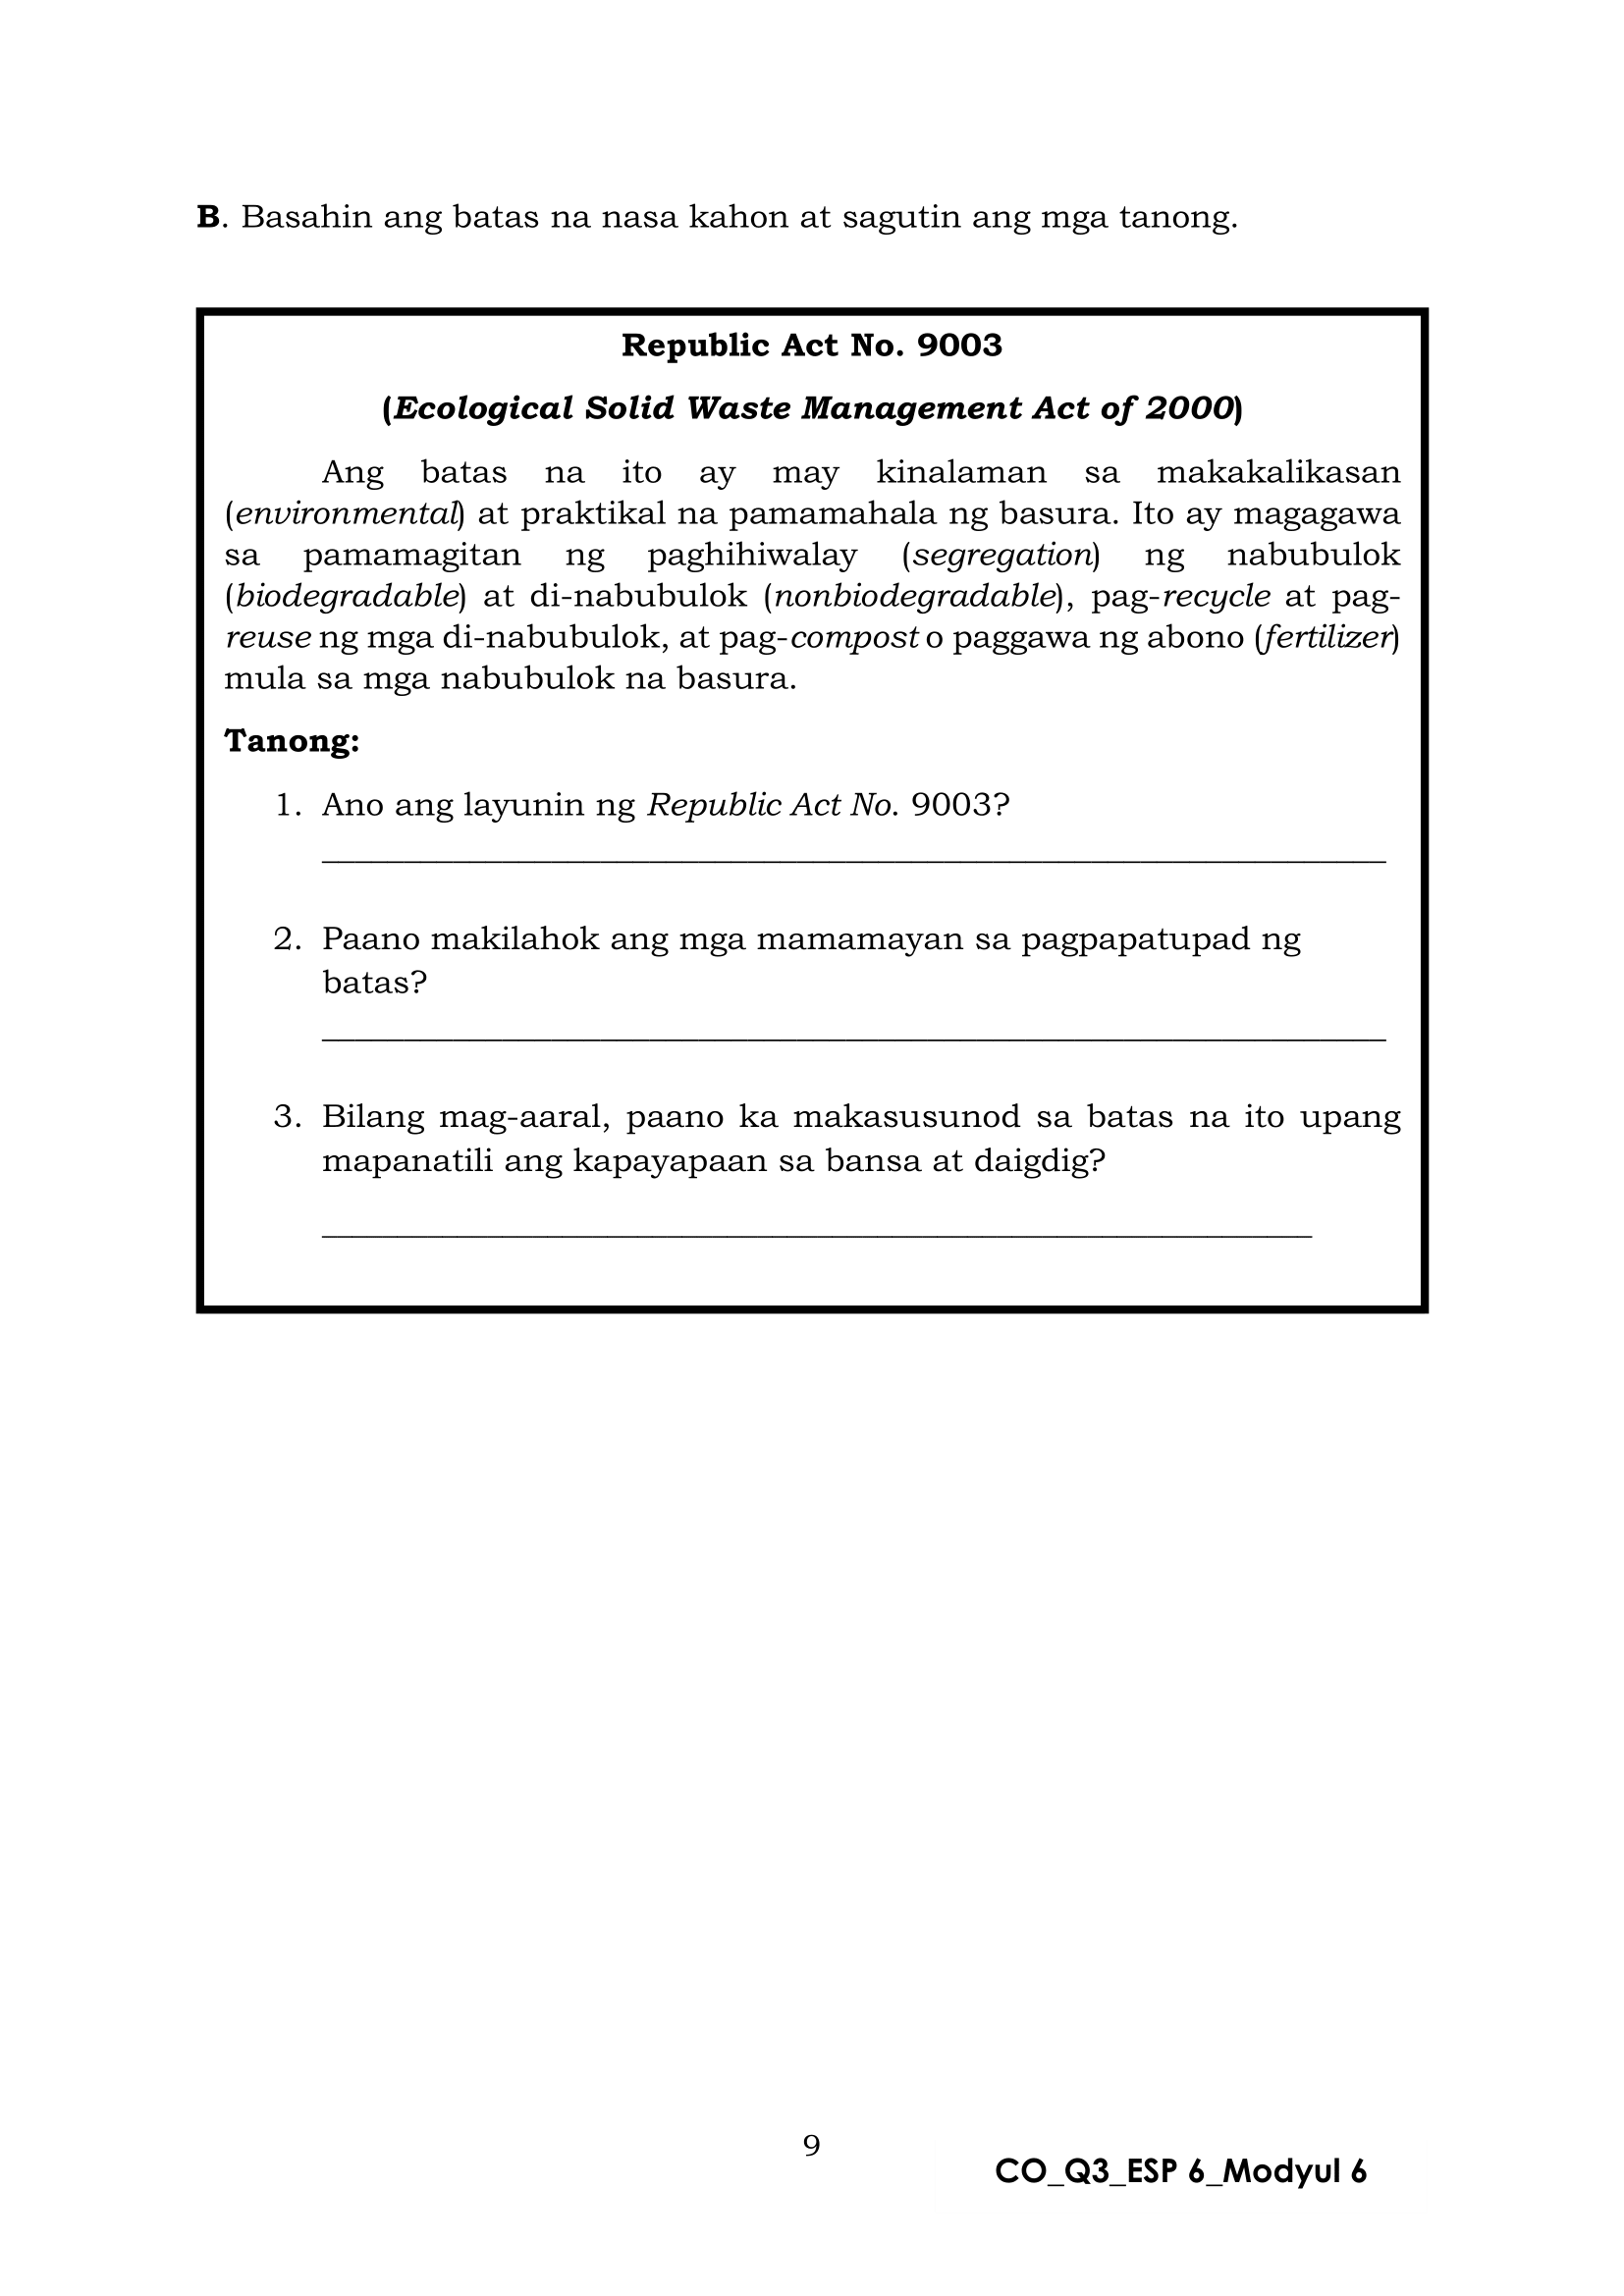 B. Basahin ang batas na nasa kahon at sagutin ang mga tanong.
Republic Act No. 9003
(Ecological Solid Waste Management Act of 2000)
Ang batas na ito ay may kinalaman sa makakalikasan
(environmental) at praktikal na pamamahala ng basura. Ito ay magagawa
sa pamamagitan ng paghihiwalay (segregation) ng nabubulok
(biodegradable) at di-nabubulok (nonbiodegradable), pag-recycle at pag-
reuse ng mga di-nabubulok, at pag-compost o paggawa ng abono (fertilizer)
mula sa mga nabubulok na basura.
Tanong:
1. Ano ang layunin ng Republic Act No. 9003?
2. Paano makilahok ang mga mamamayan sa pagpapatupad ng
batas?
3. Bilang mag-aaral, paano ka makasusunod sa batas na ito upang
mapanatili ang kapayapaan sa bansa at daigdig?
9
CO_Q3_ESP 6_Modyul 6